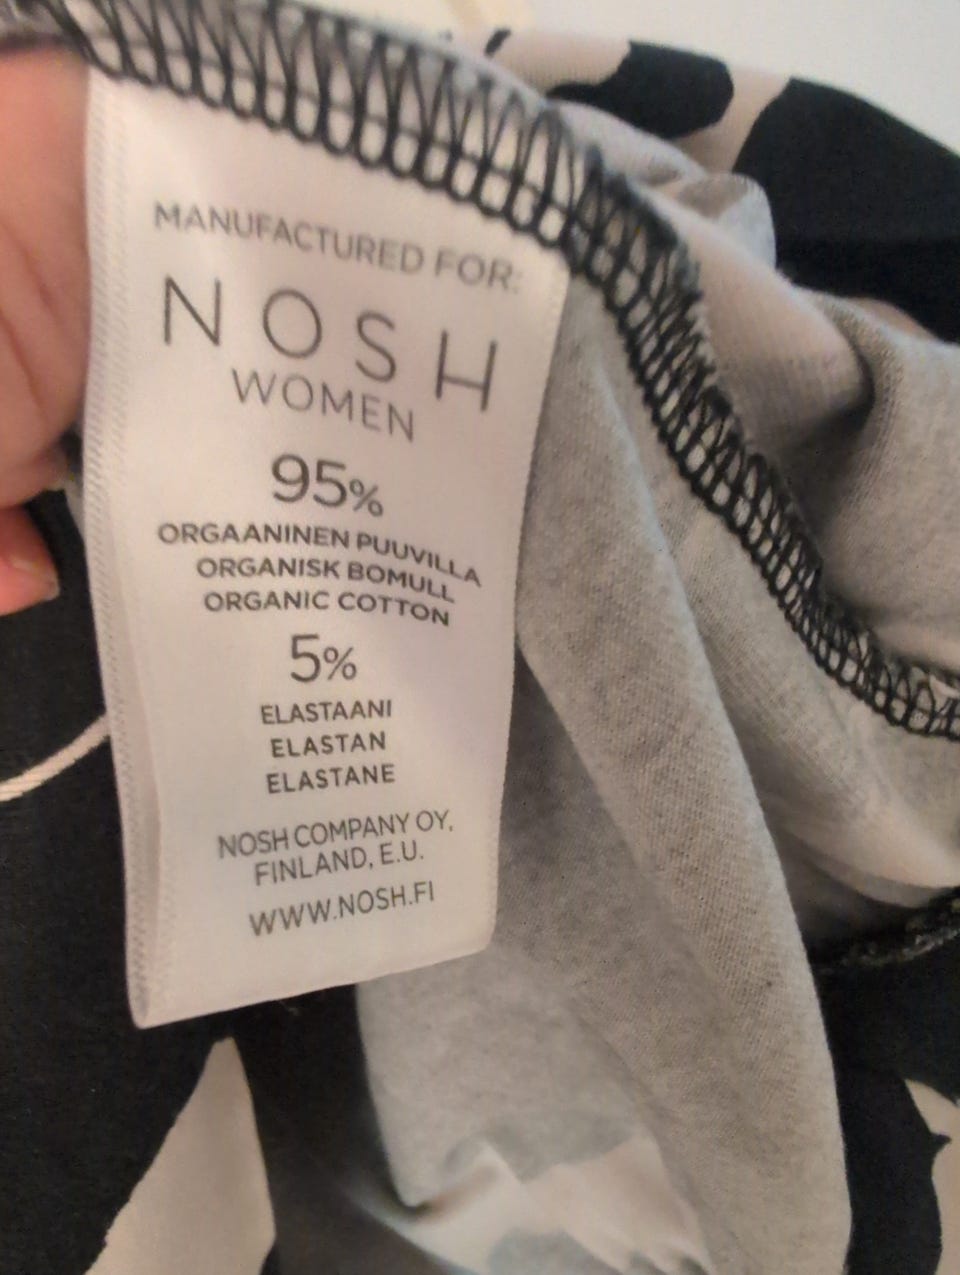 MANUFACTURED FOR:
NOSH
WOMEN
95%
ORGAANINEN PUUVILLA
ORGANISK BOMULL
ORGANIC COTTON
5%
ELASTAANI
ELASTAN
ELASTANE
NOSH COMPANY OY,
FINLAND, E.U.
WWW.NOSH.FI